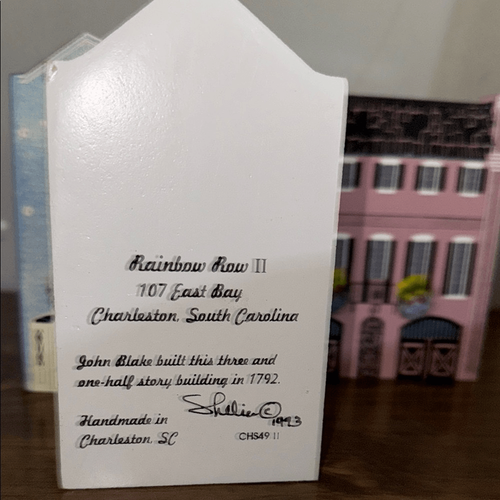 Rainbow Row II
107 East Bay
Charleston, South Carolina
John Blake built this three and
one-half story building in 1792.
Shelia © 1993
Handmade in
Charleston, SC
CHS49 II